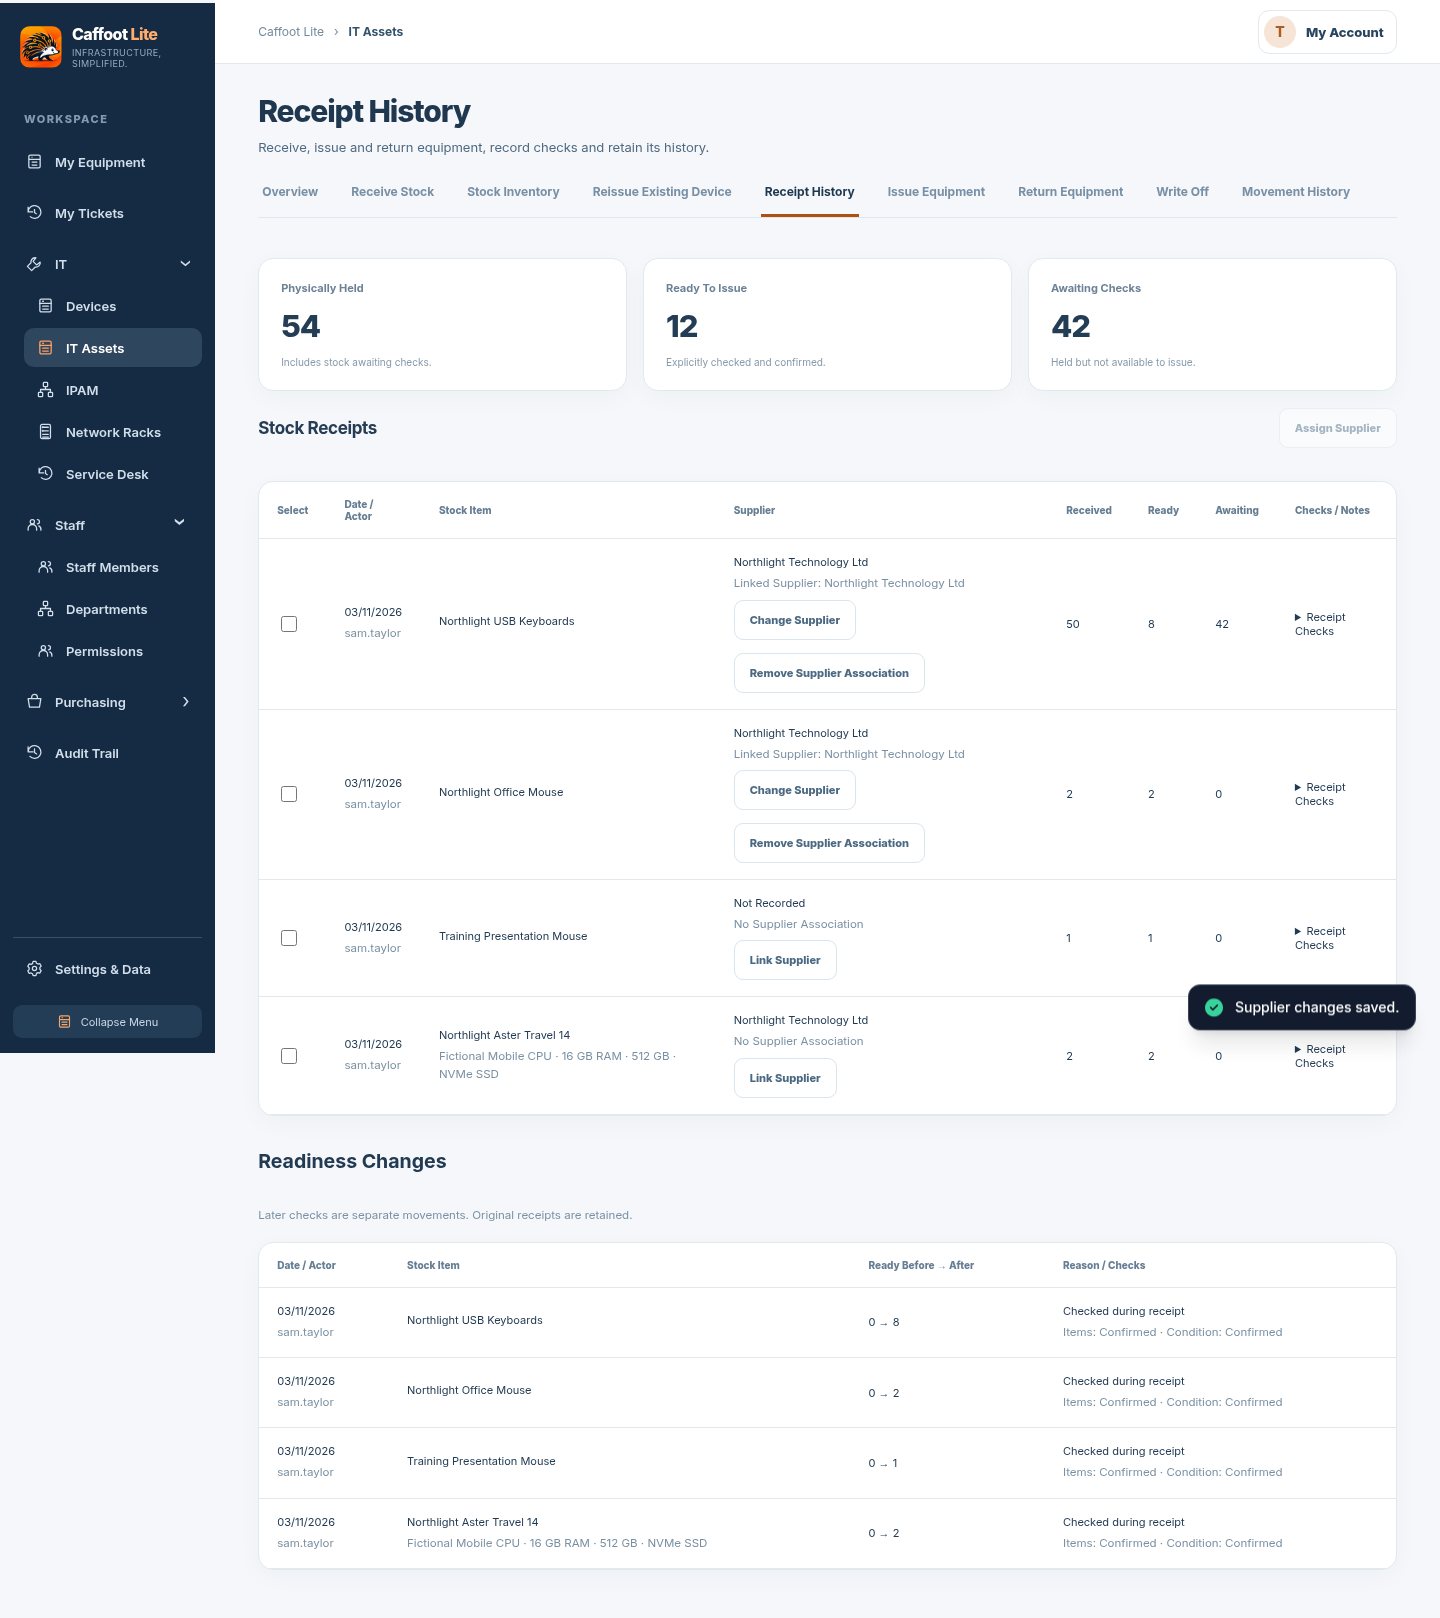 Caffoot Lite
INFRASTRUCTURE,
SIMPLIFIED.
WORKSPACE
My Equipment
My Tickets
IT
Devices
IT Assets
IPAM
Network Racks
Service Desk
Staff
Staff Members
Departments
Permissions
Purchasing
Audit Trail
Settings & Data
Collapse Menu
Caffoot Lite › IT Assets
T My Account
Receipt History
Receive, issue and return equipment, record checks and retain its history.
Overview Receive Stock Stock Inventory Reissue Existing Device Receipt History Issue Equipment Return Equipment Write Off Movement History
Physically Held
54
Includes stock awaiting checks.
Ready To Issue
12
Explicitly checked and confirmed.
Awaiting Checks
42
Held but not available to issue.
Stock Receipts
Assign Supplier
Select Date / Actor Stock Item Supplier Received Ready Awaiting Checks / Notes
03/11/2026
sam.taylor
Northlight USB Keyboards
Northlight Technology Ltd
Linked Supplier: Northlight Technology Ltd
Change Supplier
Remove Supplier Association
50 8 42
▶ Receipt
Checks
03/11/2026
sam.taylor
Northlight Office Mouse
Northlight Technology Ltd
Linked Supplier: Northlight Technology Ltd
Change Supplier
Remove Supplier Association
2 2 0
▶ Receipt
Checks
03/11/2026
sam.taylor
Training Presentation Mouse
Not Recorded
No Supplier Association
Link Supplier
1 1 0
▶ Receipt
Checks
Supplier changes saved.
03/11/2026
sam.taylor
Northlight Aster Travel 14
Fictional Mobile CPU · 16 GB RAM · 512 GB ·
NVMe SSD
Northlight Technology Ltd
No Supplier Association
Link Supplier
2 2 0
▶ Receipt
Checks
Readiness Changes
Later checks are separate movements. Original receipts are retained.
Date / Actor Stock Item Ready Before → After Reason / Checks
03/11/2026
sam.taylor
Northlight USB Keyboards
0 → 8
Checked during receipt
Items: Confirmed · Condition: Confirmed
03/11/2026
sam.taylor
Northlight Office Mouse
0 → 2
Checked during receipt
Items: Confirmed · Condition: Confirmed
03/11/2026
sam.taylor
Training Presentation Mouse
0 → 1
Checked during receipt
Items: Confirmed · Condition: Confirmed
03/11/2026
sam.taylor
Northlight Aster Travel 14
Fictional Mobile CPU · 16 GB RAM · 512 GB · NVMe SSD
0 → 2
Checked during receipt
Items: Confirmed · Condition: Confirmed